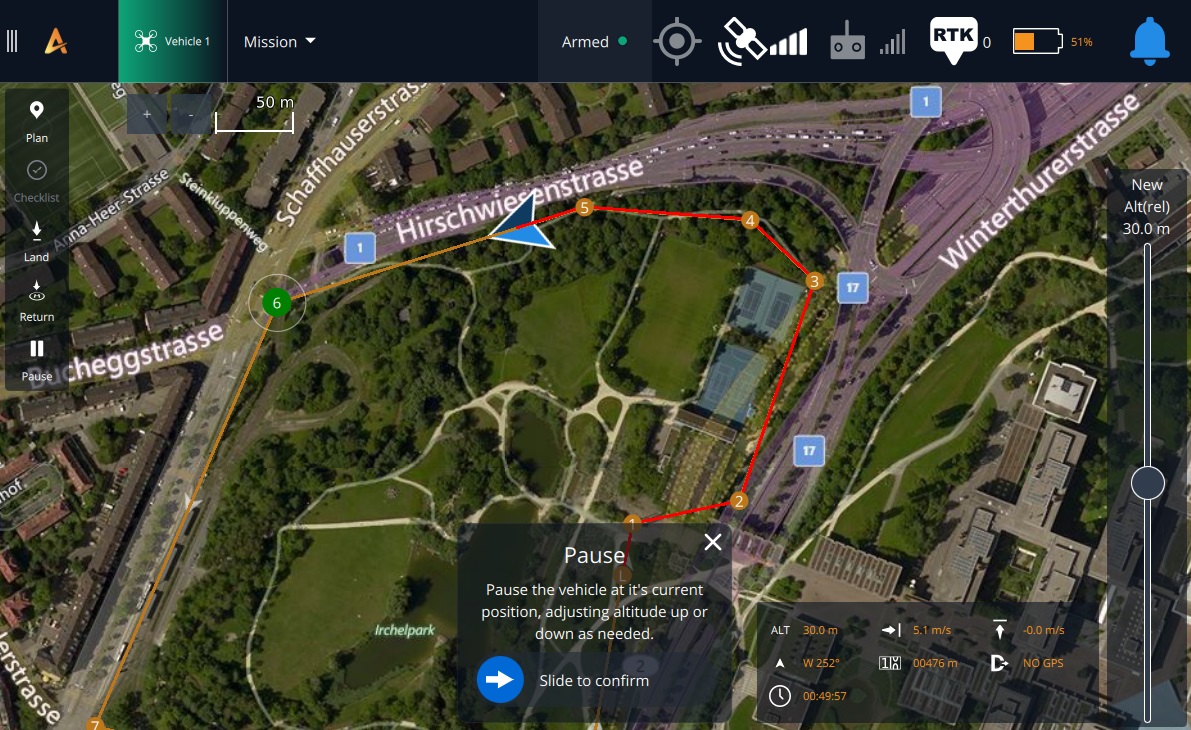 Vehicle 1
Mission
Armed
RTK
0
51%
50 m
+
-
Plan
Checklist
Land
Return
Pause
Schaffhauserstrasse
Anna-Heer-Strasse
Steinkluppenweg
Hirschwiesenstrasse
Winterthurerstrasse
Bucheggstrasse
Irchelpark
1
1
17
17
1
2
3
4
5
6
7
2
New
Alt(rel)
30.0 m
Pause
Pause the vehicle at it's current
position, adjusting altitude up or
down as needed.
Slide to confirm
ALT 30.0 m
5.1 m/s
-0.0 m/s
W 252°
00476 m
NO GPS
00:49:57